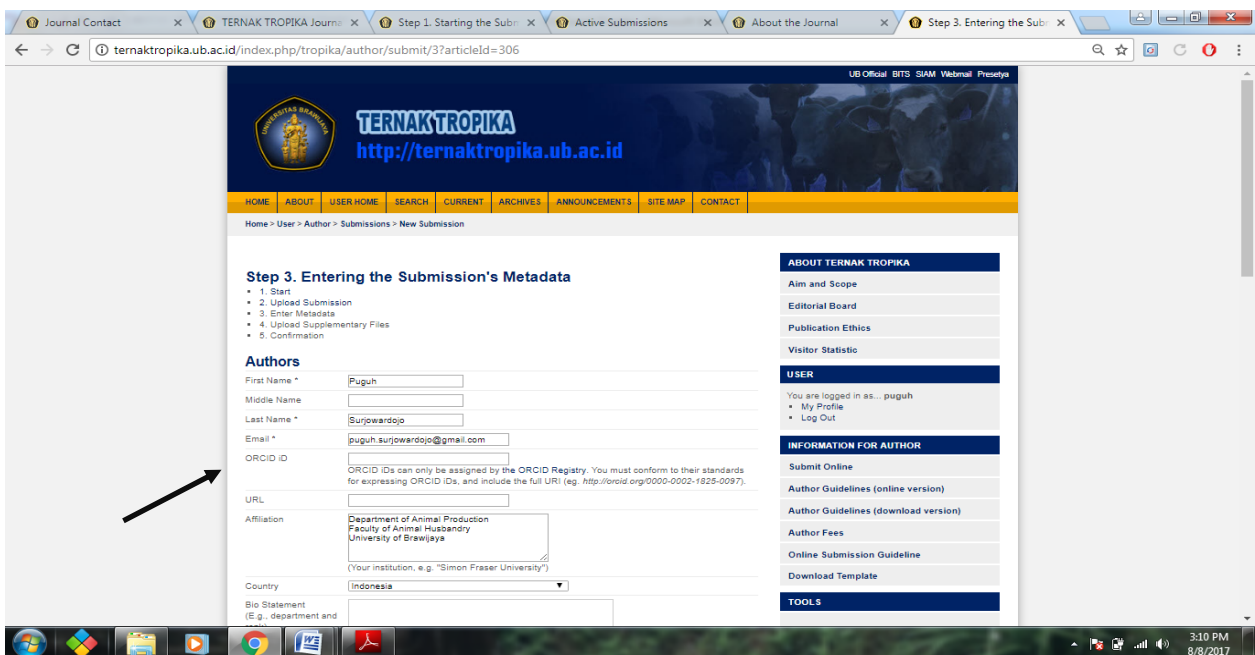 Journal Contact
TERNAK TROPIKA Journa
Step 1. Starting the Subm
Active Submissions
About the Journal
Step 3. Entering the Subm
ternaktropika.ub.ac.id/index.php/tropika/author/submit/3?articleId=306
UB Official BITS SIAM Webmail Presetya
UNIVERSITAS BRAWIJAYA
TERNAK TROPIKA
http://ternaktropika.ub.ac.id
HOME ABOUT USER HOME SEARCH CURRENT ARCHIVES ANNOUNCEMENTS SITE MAP CONTACT
Home > User > Author > Submissions > New Submission
Step 3. Entering the Submission's Metadata
1. Start
2. Upload Submission
3. Enter Metadata
4. Upload Supplementary Files
5. Confirmation
Authors
First Name * Puguh
Middle Name
Last Name * Surjowardojo
Email * puguh.surjowardojo@gmail.com
ORCID iD
ORCID iDs can only be assigned by the ORCID Registry. You must conform to their standards
for expressing ORCID iDs, and include the full URI (eg. http://orcid.org/0000-0002-1825-0097).
URL
Affiliation Department of Animal Production
Faculty of Animal Husbandry
University of Brawijaya
(Your institution, e.g. "Simon Fraser University")
Country Indonesia
Bio Statement
(E.g., department and
rank)
ABOUT TERNAK TROPIKA
Aim and Scope
Editorial Board
Publication Ethics
Visitor Statistic
USER
You are logged in as... puguh
My Profile
Log Out
INFORMATION FOR AUTHOR
Submit Online
Author Guidelines (online version)
Author Guidelines (download version)
Author Fees
Online Submission Guideline
Download Template
TOOLS
3:10 PM
8/8/2017